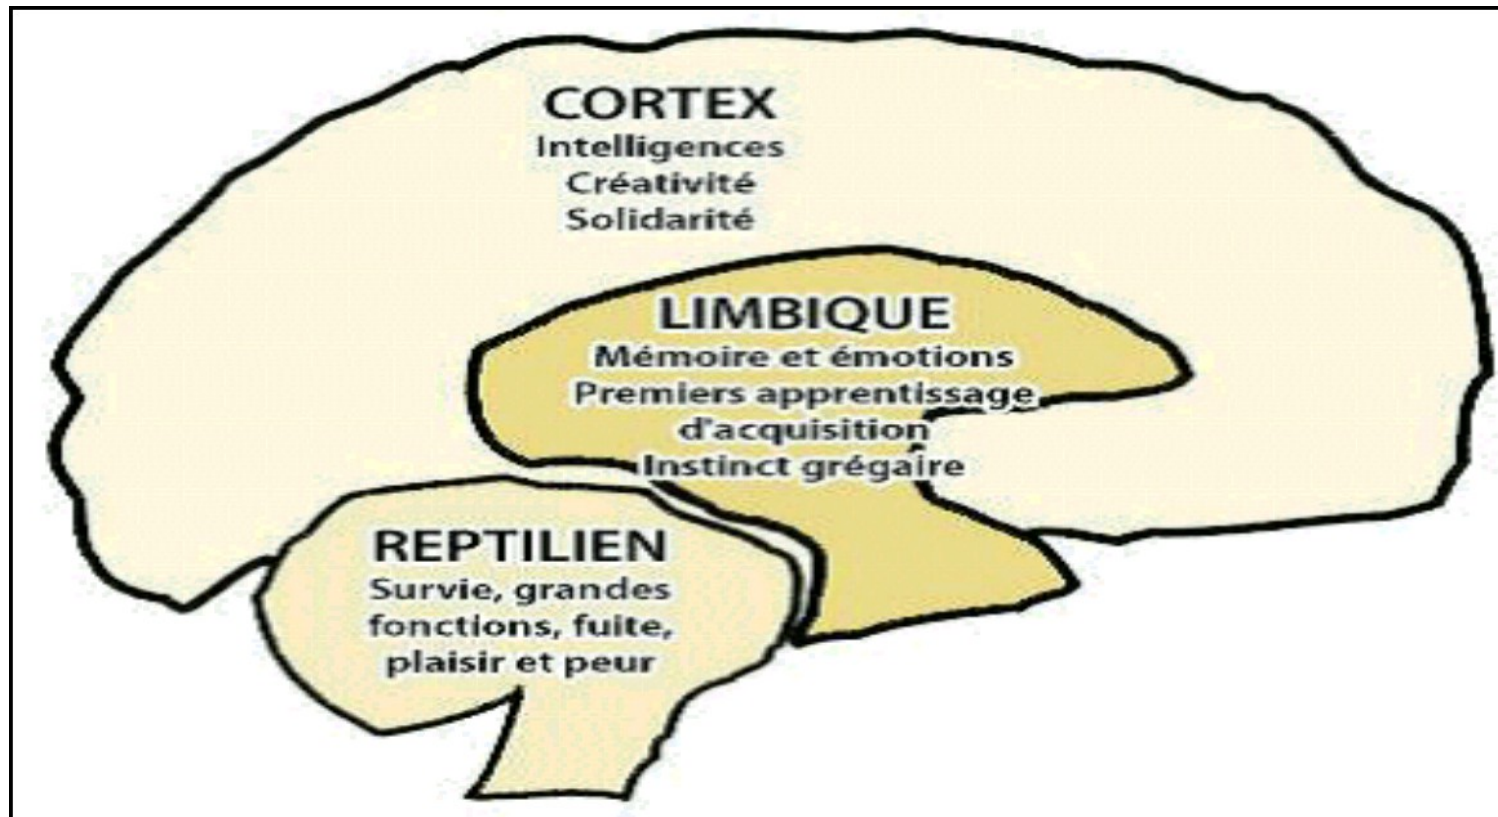 CORTEX
Intelligences
Créativité
Solidarité
LIMBIQUE
Mémoire et émotions
Premiers apprentissage
d'acquisition
Instinct grégaire
REPTILIEN
Survie, grandes
fonctions, fuite,
plaisir et peur